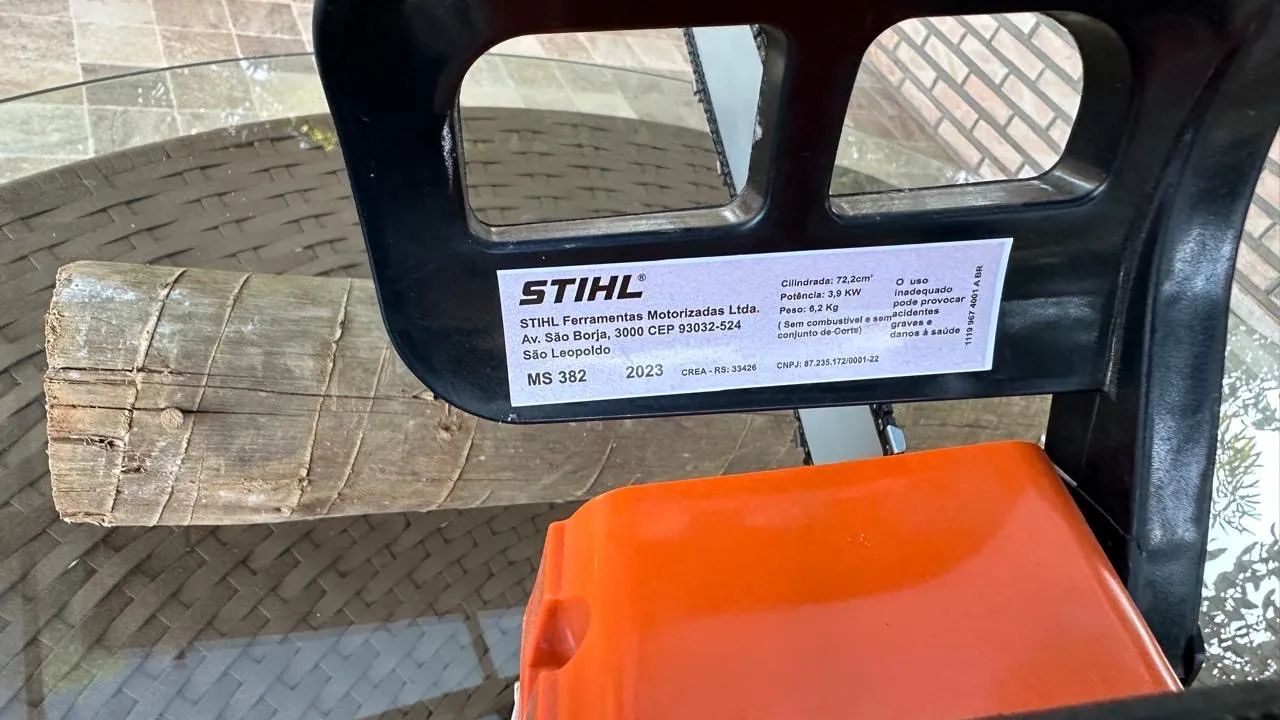 STIHL®
STIHL Ferramentas Motorizadas Ltda.
Av. São Borja, 3000 CEP 93032-524
São Leopoldo
MS 382 2023 CREA - RS: 33426 CNPJ: 87.235.172/0001-22
Cilindrada: 72,2cm³
Potência: 3,9 KW
Peso: 6,2 Kg
( Sem combustível e sem
conjunto de Corte)
O uso
inadequado
pode provocar
acidentes
graves e
danos à saúde
1119 967 4001 A BR